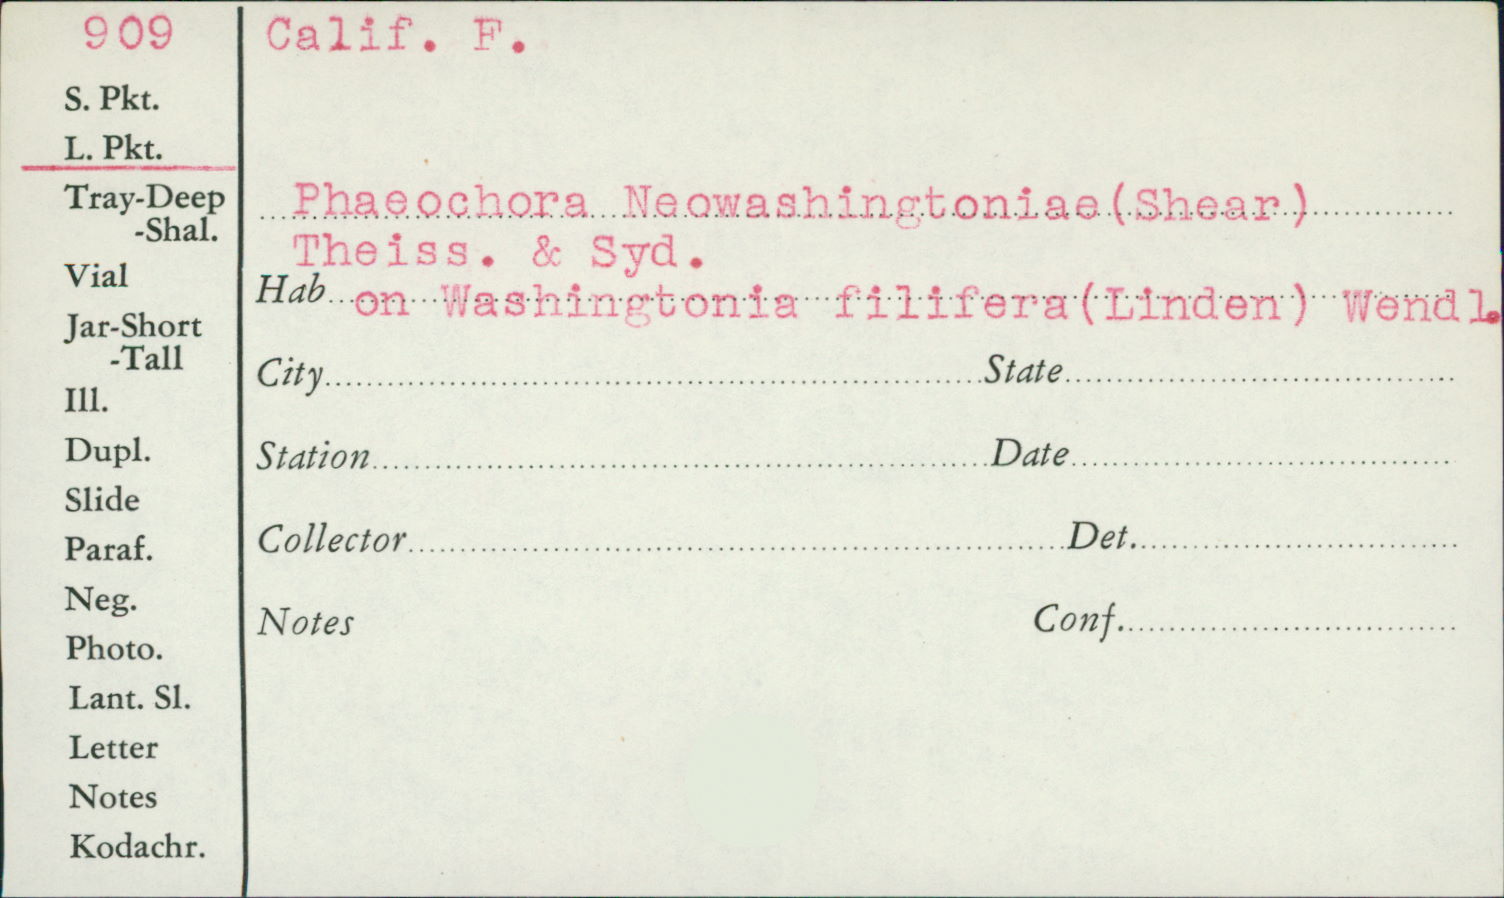 909
Calif. F.
S. Pkt.
L. Pkt.
Tray-Deep
-Shal.
Vial
Jar-Short
-Tall
Ill.
Dupl.
Slide
Paraf.
Neg.
Photo.
Lant. Sl.
Letter
Notes
Kodachr.
Phaeochora Neowashingtoniae(Shear)
Theiss. & Syd.
Hab on Washingtonia filifera(Linden) Wendl.
City State
Station Date
Collector Det.
Notes Conf.